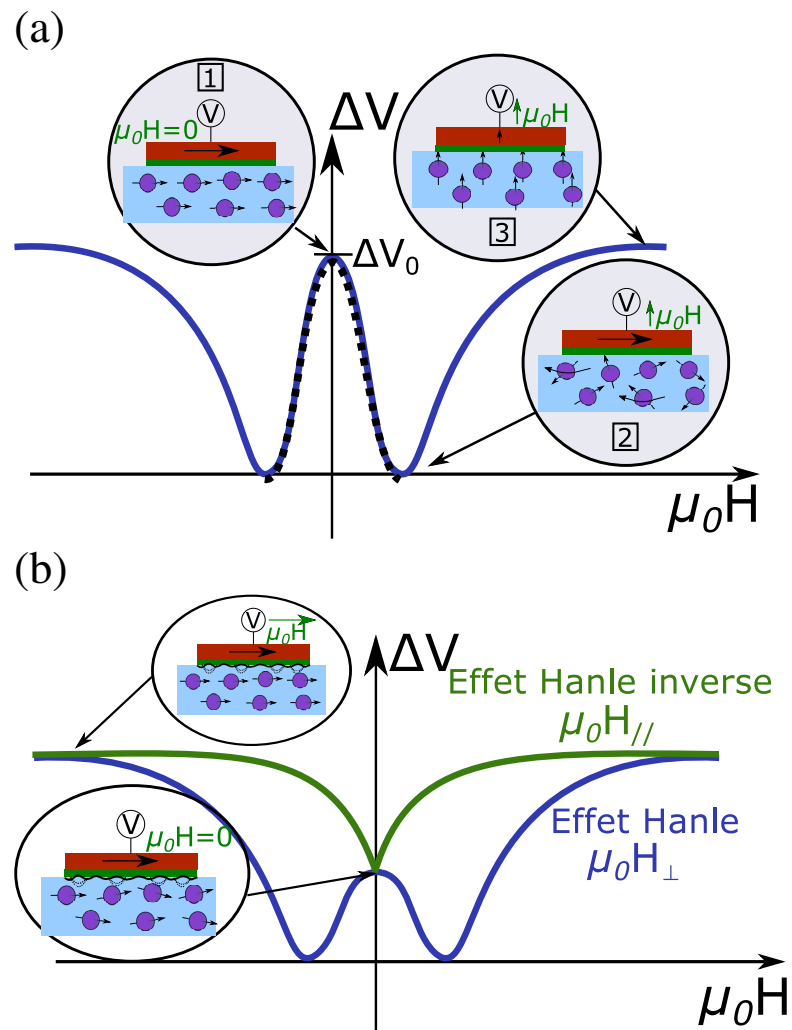 (a)
1
V
μ₀H=0
ΔV
V
μ₀H
3
ΔV₀
V
μ₀H
2
μ₀H
(b)
V
μ₀H
ΔV
Effet Hanle inverse
μ₀H//
V
μ₀H=0
Effet Hanle
μ₀H⊥
μ₀H